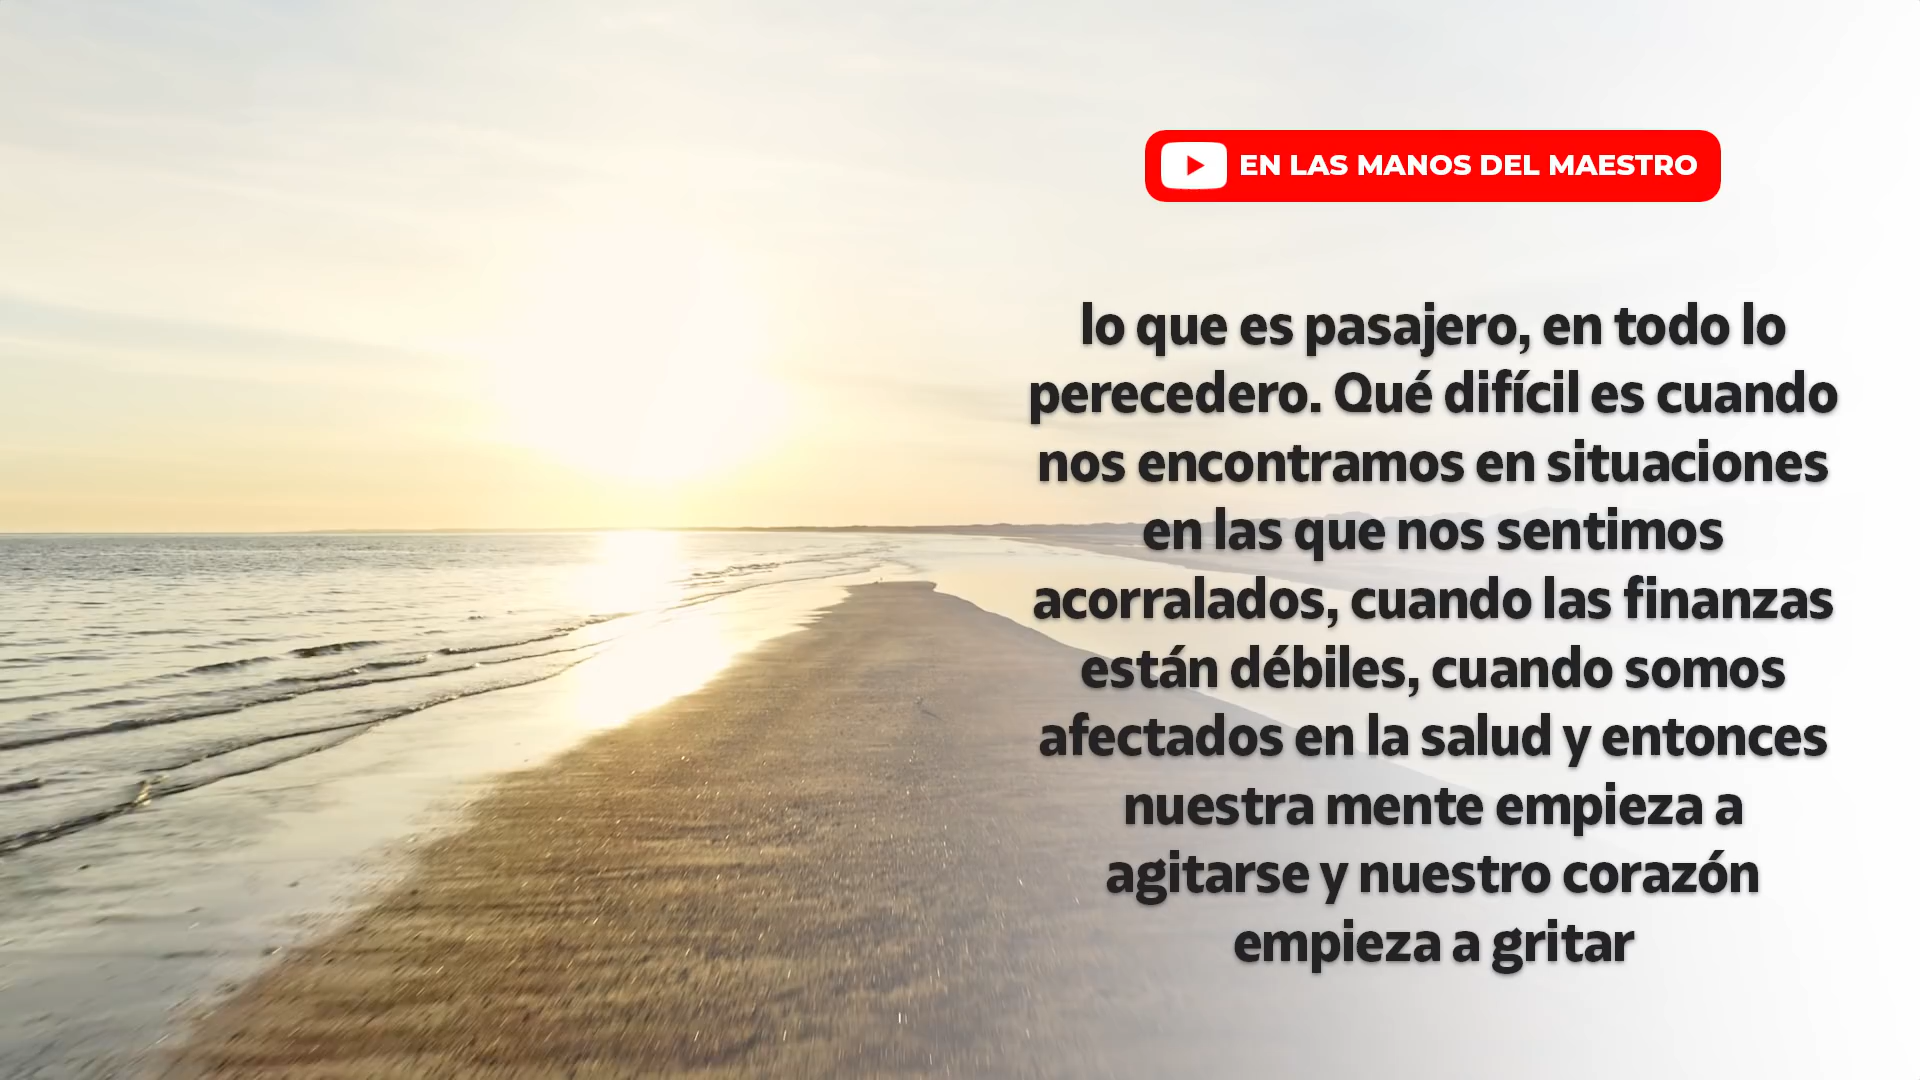 EN LAS MANOS DEL MAESTRO
lo que es pasajero, en todo lo
perecedero. Qué difícil es cuando
nos encontramos en situaciones
en las que nos sentimos
acorralados, cuando las finanzas
están débiles, cuando somos
afectados en la salud y entonces
nuestra mente empieza a
agitarse y nuestro corazón
empieza a gritar